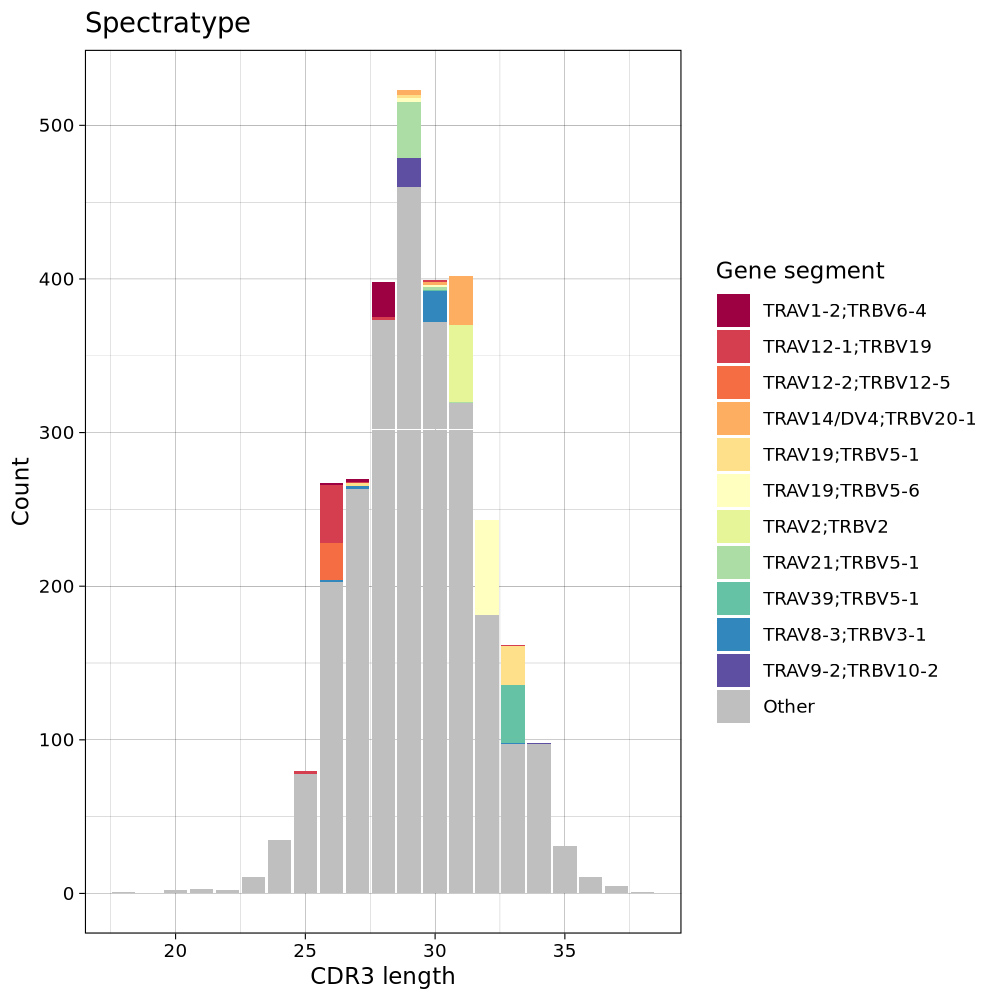 Spectratype
500
400
300
200
100
0
Count
20
25
30
35
CDR3 length
Gene segment
TRAV1-2;TRBV6-4
TRAV12-1;TRBV19
TRAV12-2;TRBV12-5
TRAV14/DV4;TRBV20-1
TRAV19;TRBV5-1
TRAV19;TRBV5-6
TRAV2;TRBV2
TRAV21;TRBV5-1
TRAV39;TRBV5-1
TRAV8-3;TRBV3-1
TRAV9-2;TRBV10-2
Other